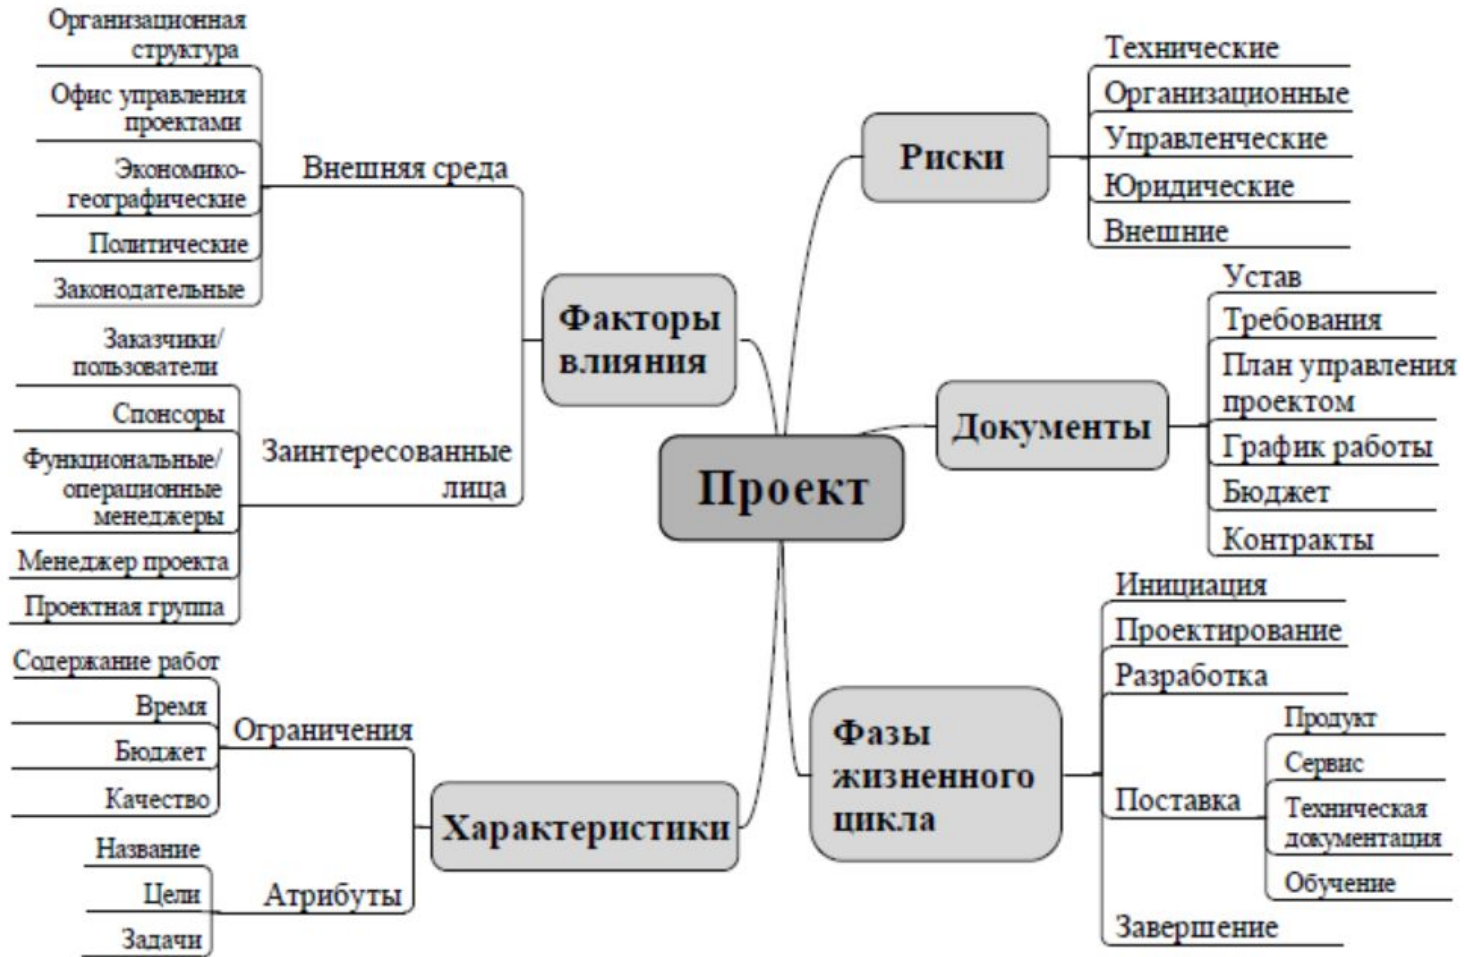 Организационная
структура
Офис управления
проектами
Экономико-
географические
Политические
Законодательные
Внешняя среда
Заказчики/
пользователи
Спонсоры
Функциональные/
операционные
менеджеры
Менеджер проекта
Проектная группа
Заинтересованные
лица
Факторы
влияния
Содержание работ
Время
Бюджет
Качество
Ограничения
Название
Цели
Задачи
Атрибуты
Характеристики
Проект
Риски
Технические
Организационные
Управленческие
Юридические
Внешние
Документы
Устав
Требования
План управления
проектом
График работы
Бюджет
Контракты
Фазы
жизненного
цикла
Инициация
Проектирование
Разработка
Поставка
Продукт
Сервис
Техническая
документация
Обучение
Завершение